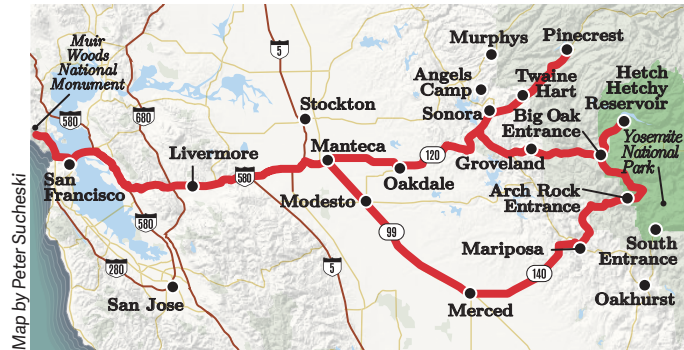 Muir
Woods
National
Monument
580
680
5
Stockton
Murphys
Pinecrest
Angels
Camp
Twaine
Hart
Hetch
Hetchy
Reservoir
Sonora
Big Oak
Entrance
Yosemite
National
Park
Livermore
580
Manteca
120
Oakdale
Groveland
San
Francisco
Modesto
Arch Rock
Entrance
580
99
5
Mariposa
South
Entrance
280
San Jose
140
Merced
Oakhurst
Map by Peter Sucheski